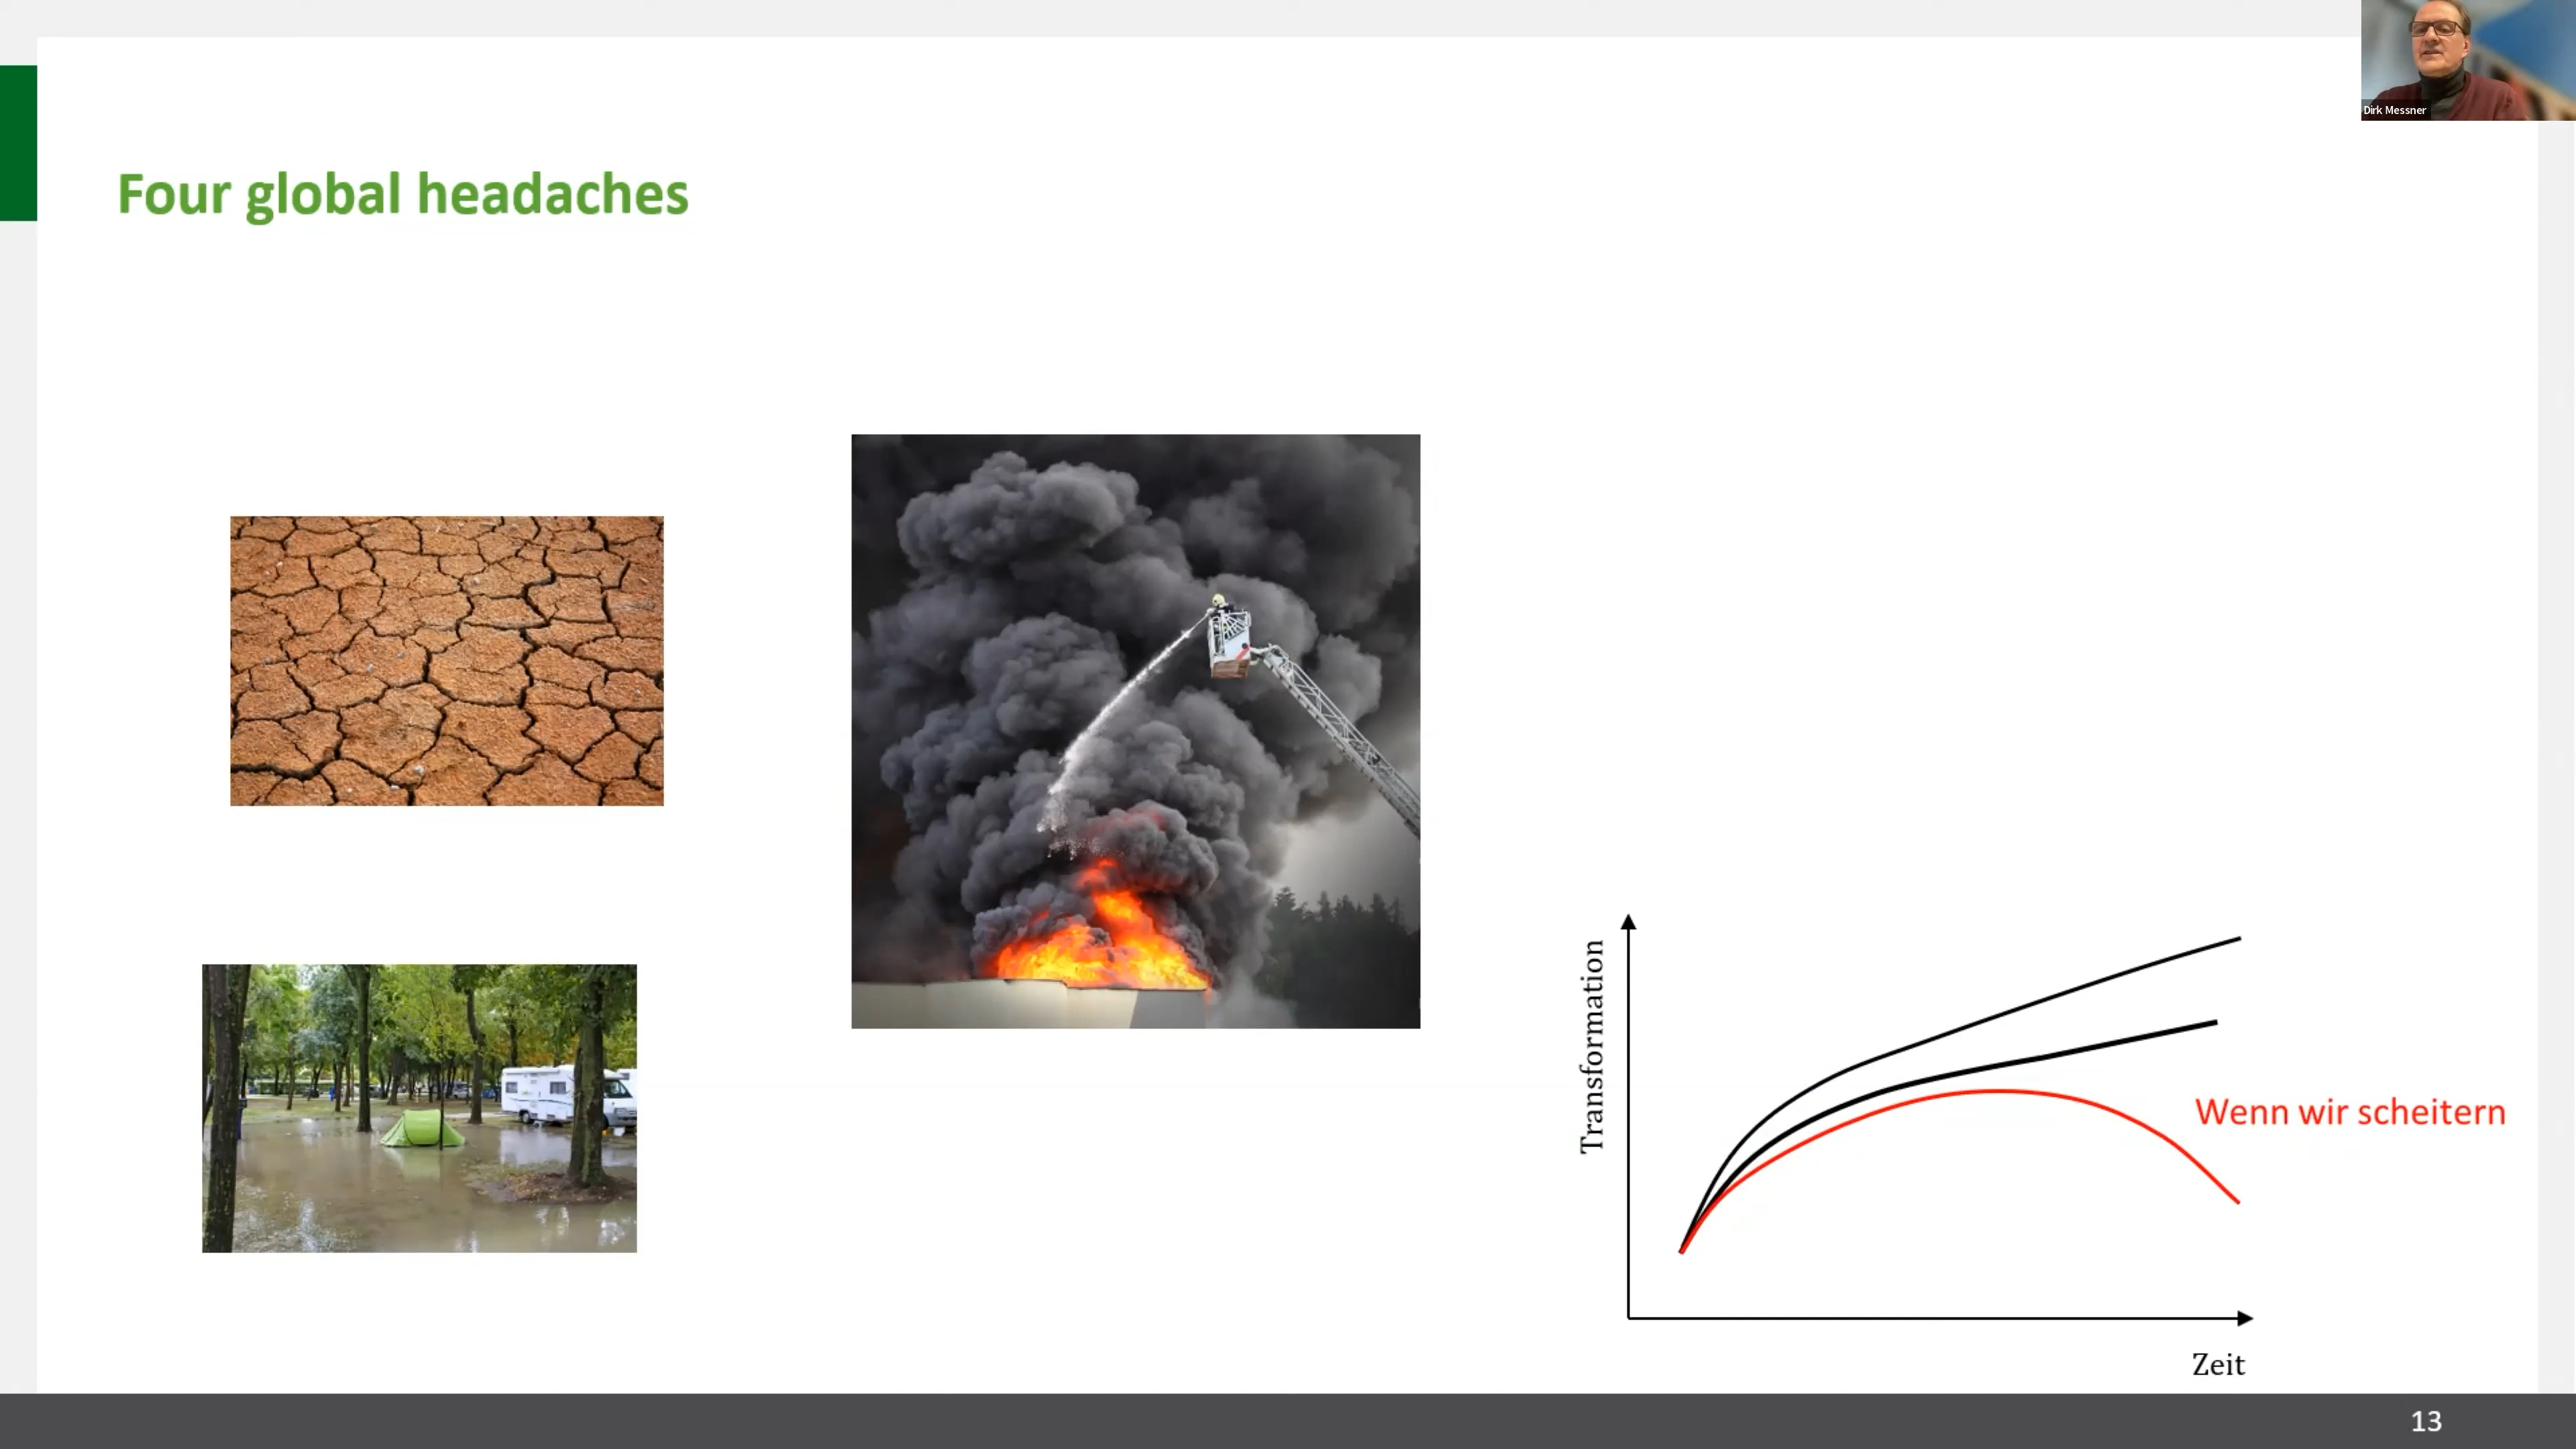 Dirk Messner
Four global headaches
Transformation
Wenn wir scheitern
Zeit
13